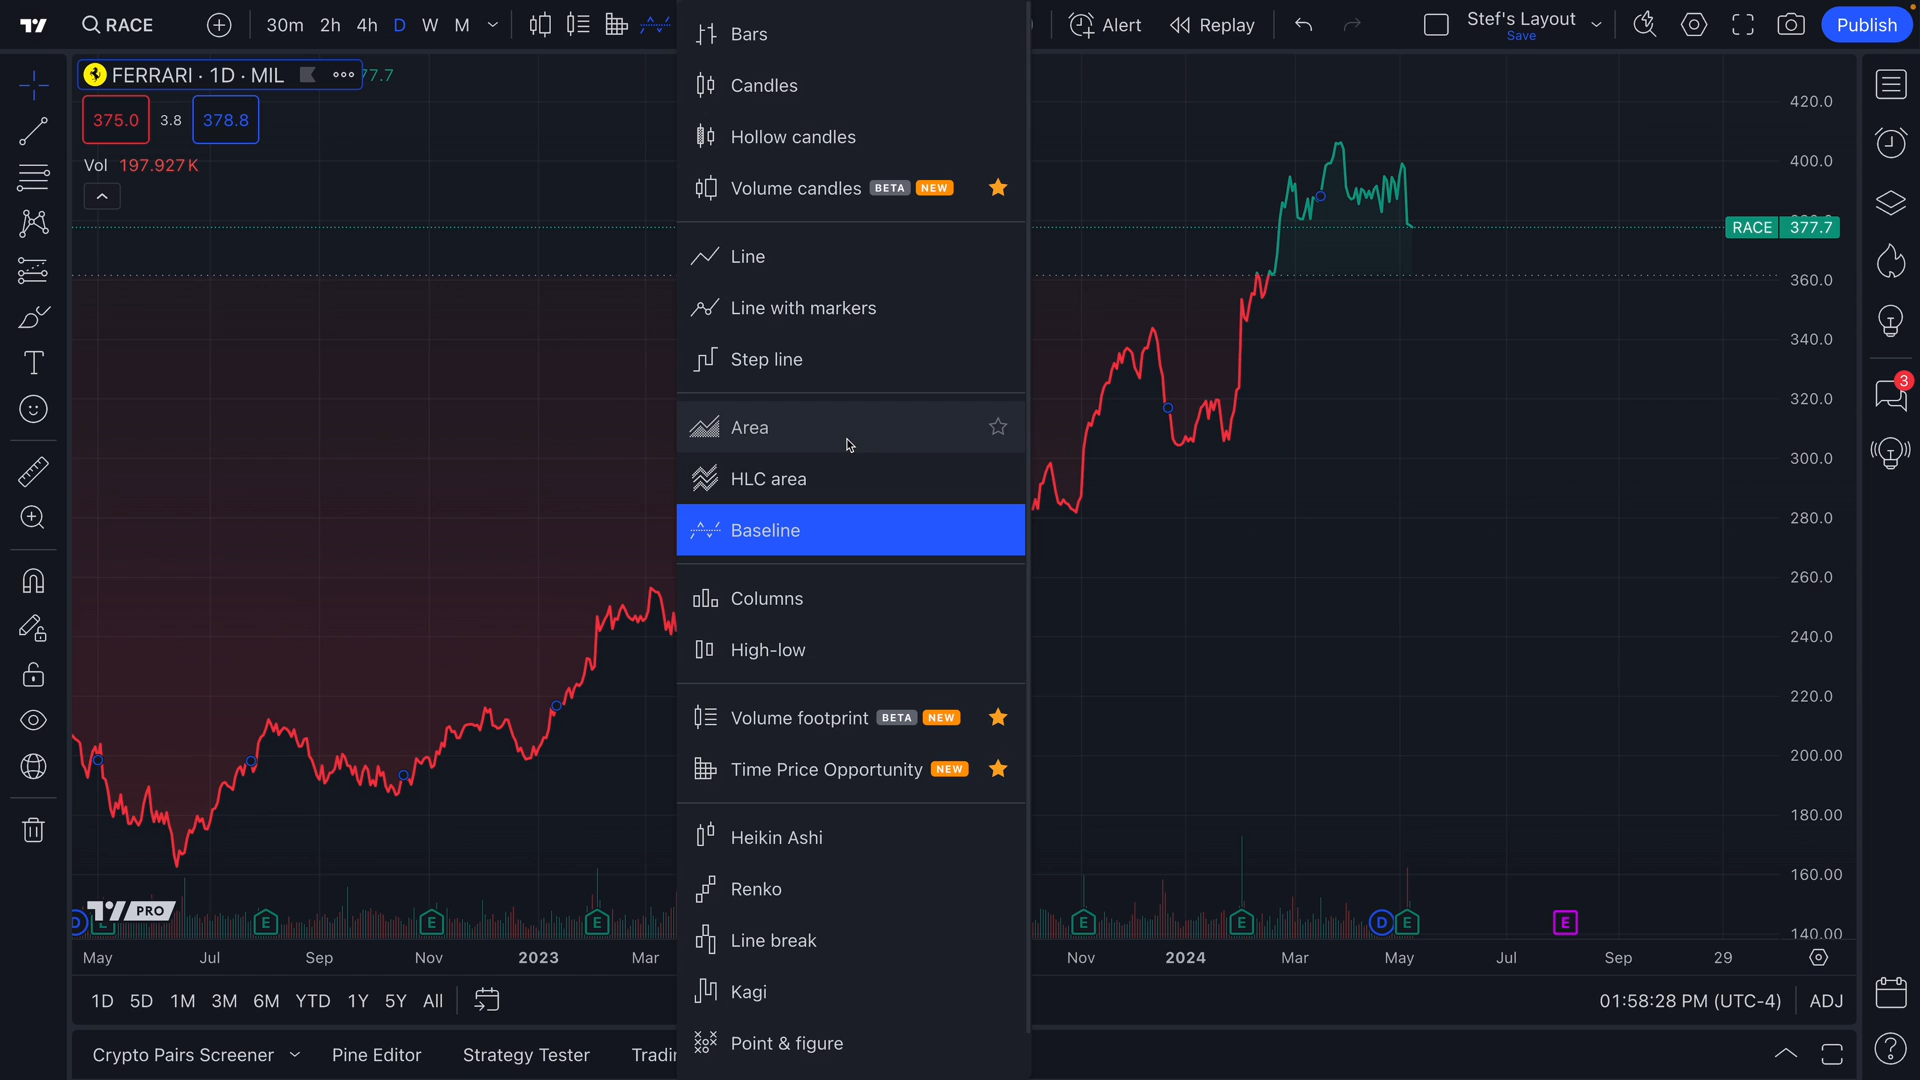 RACE
30m 2h 4h D W M
Alert
Replay
Stef's Layout
Save
Publish
FERRARI · 1D · MIL
77.7
375.0 3.8 378.8
Vol 197.927 K
Bars
Candles
Hollow candles
Volume candles BETA NEW
Line
Line with markers
Step line
Area
HLC area
Baseline
Columns
High-low
Volume footprint BETA NEW
Time Price Opportunity NEW
Heikin Ashi
Renko
Line break
Kagi
Point & figure
420.0
400.0
RACE 377.7
360.0
340.0
320.0
300.0
280.0
260.0
240.0
220.0
200.00
180.00
160.00
140.00
3
PRO
D E E E E E E D E E
May Jul Sep Nov 2023 Mar Nov 2024 Mar May Jul Sep 29
1D 5D 1M 3M 6M YTD 1Y 5Y All
01:58:28 PM (UTC-4) ADJ
Crypto Pairs Screener Pine Editor Strategy Tester Tradi